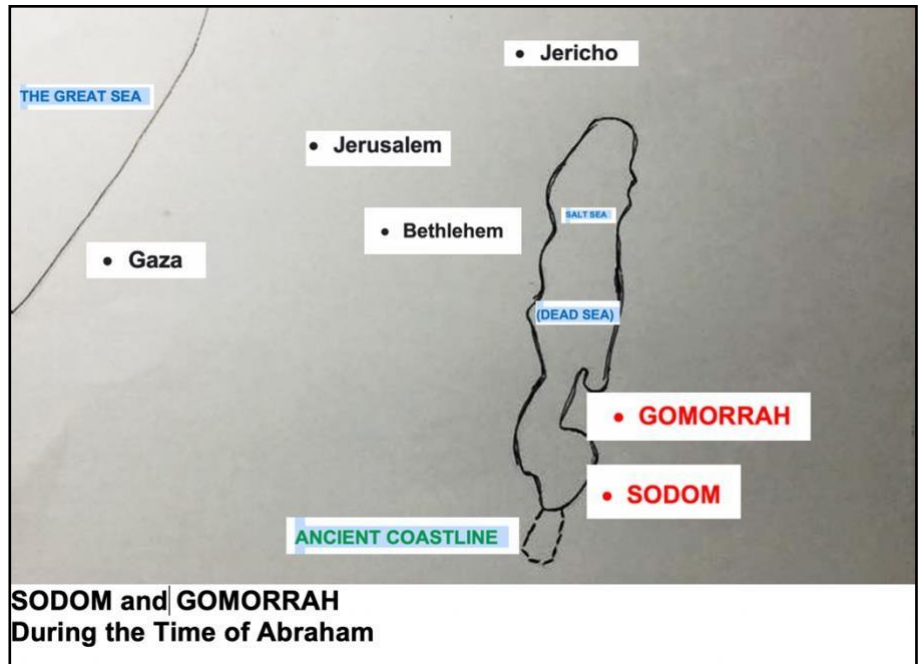 • Jericho
THE GREAT SEA
• Jerusalem
SALT SEA
• Bethlehem
• Gaza
(DEAD SEA)
• GOMORRAH
• SODOM
ANCIENT COASTLINE
SODOM and GOMORRAH
During the Time of Abraham